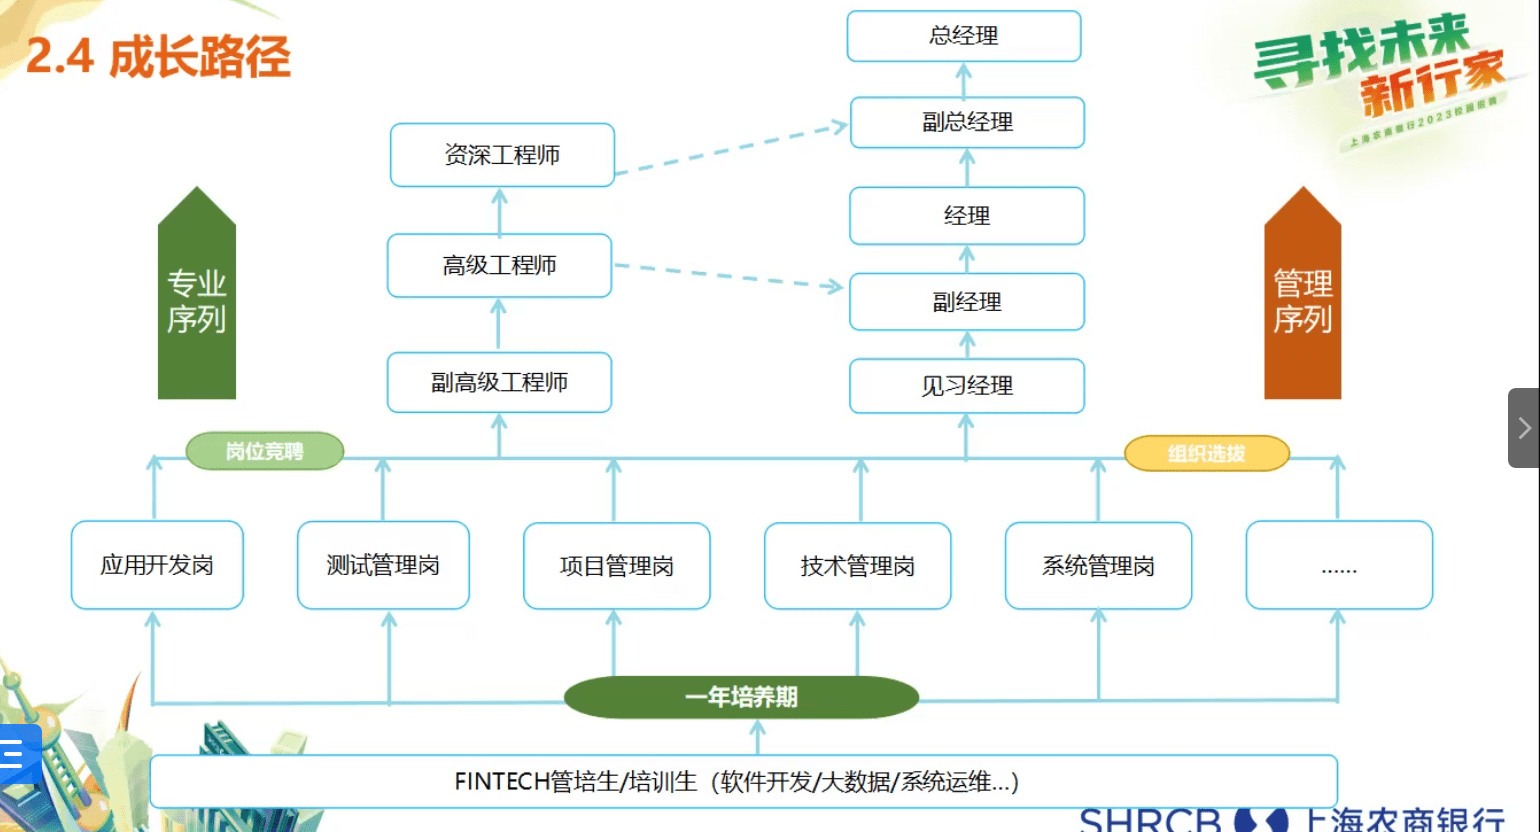 2.4 成长路径
寻找未来
新行家
上海农商银行2023校园招聘
总经理
副总经理
资深工程师
经理
高级工程师
副经理
副高级工程师
见习经理
专业
序列
管理
序列
岗位竞聘
组织选拔
应用开发岗
测试管理岗
项目管理岗
技术管理岗
系统管理岗
......
一年培养期
FINTECH管培生/培训生（软件开发/大数据/系统运维...）
SHRCB 上海农商银行